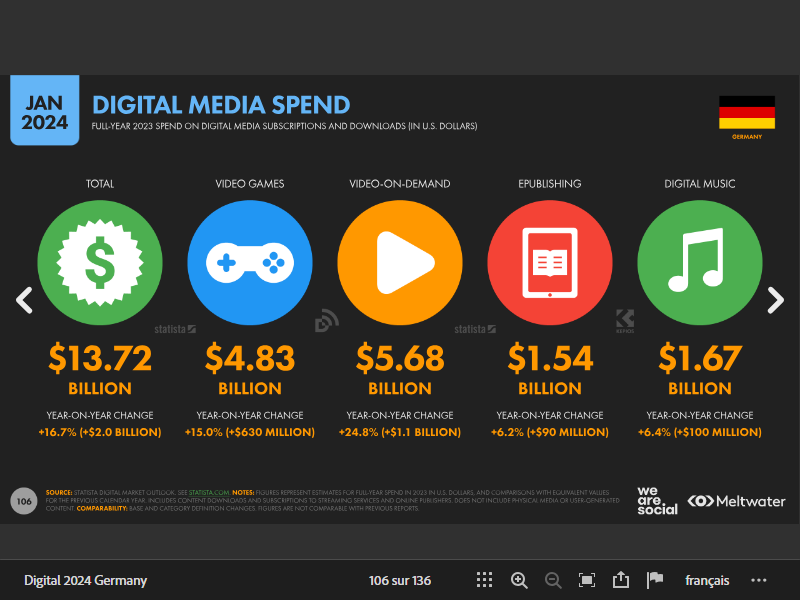 JAN
2024
DIGITAL MEDIA SPEND
FULL-YEAR 2023 SPEND ON DIGITAL MEDIA SUBSCRIPTIONS AND DOWNLOADS (IN U.S. DOLLARS)
GERMANY
TOTAL
VIDEO GAMES
VIDEO-ON-DEMAND
EPUBLISHING
DIGITAL MUSIC
$
statista
statista
KEPIOS
$13.72
BILLION
$4.83
BILLION
$5.68
BILLION
$1.54
BILLION
$1.67
BILLION
YEAR-ON-YEAR CHANGE
+16.7% (+$2.0 BILLION)
YEAR-ON-YEAR CHANGE
+15.0% (+$630 MILLION)
YEAR-ON-YEAR CHANGE
+24.8% (+$1.1 BILLION)
YEAR-ON-YEAR CHANGE
+6.2% (+$90 MILLION)
YEAR-ON-YEAR CHANGE
+6.4% (+$100 MILLION)
106
SOURCE: STATISTA DIGITAL MARKET OUTLOOK. SEE STATISTA.COM. NOTES: FIGURES REPRESENT ESTIMATES FOR FULL-YEAR SPEND IN 2023 IN U.S. DOLLARS, AND COMPARISONS WITH EQUIVALENT VALUES
FOR THE PREVIOUS CALENDAR YEAR. INCLUDES CONTENT DOWNLOADS AND SUBSCRIPTIONS TO STREAMING SERVICES AND ONLINE PUBLISHERS. DOES NOT INCLUDE PHYSICAL MEDIA OR USER-GENERATED
CONTENT. COMPARABILITY: BASE AND CATEGORY DEFINITION CHANGES. FIGURES ARE NOT COMPARABLE WITH PREVIOUS REPORTS.
we
are.
social
Meltwater
Digital 2024 Germany
106 sur 136
français